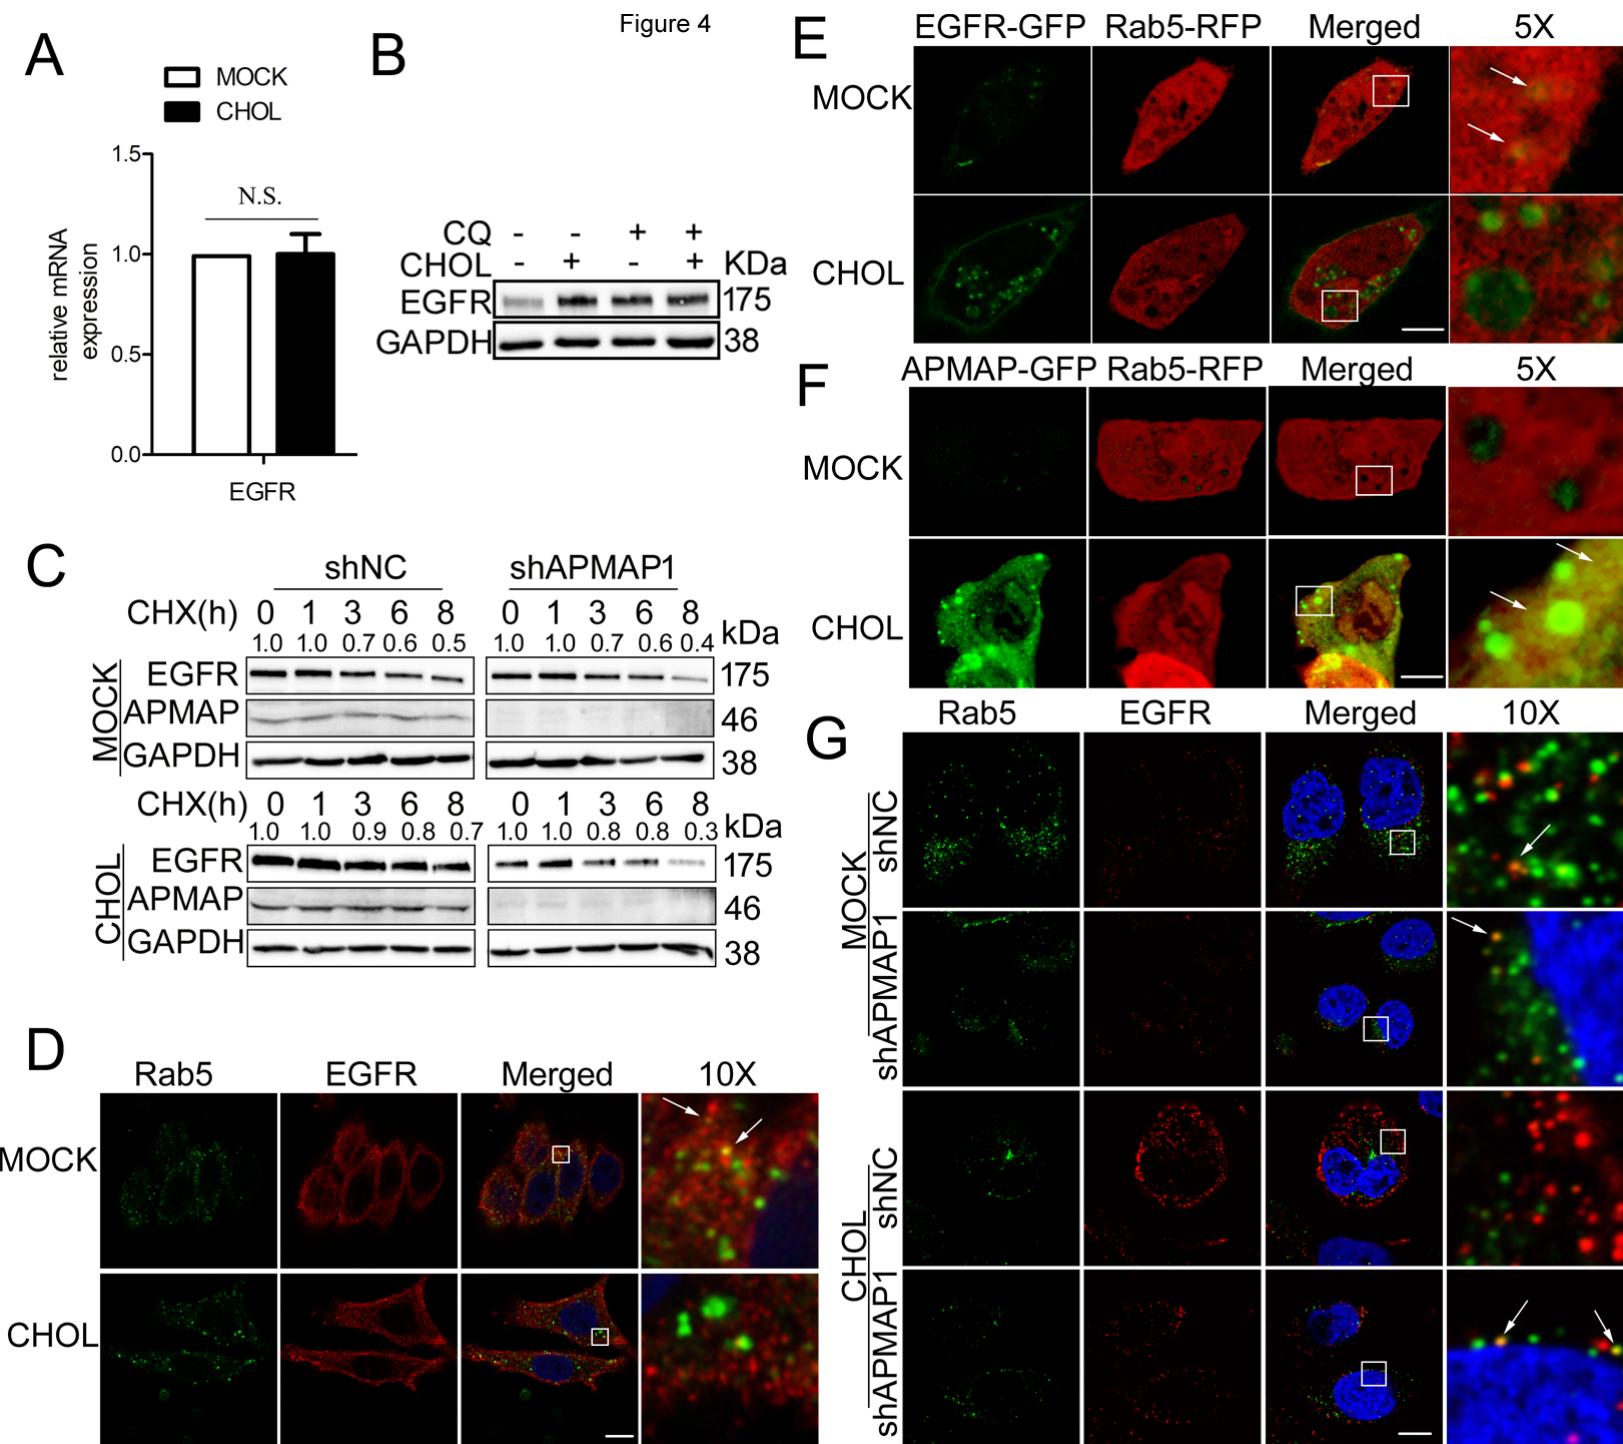 Figure 4
A
MOCK
CHOL
1.5
1.0
0.5
0.0
relative mRNA
expression
N.S.
EGFR
B
CQ - - + +
CHOL - + - + KDa
EGFR 175
GAPDH 38
C
shNC shAPMAP1
CHX(h) 0 1 3 6 8 0 1 3 6 8 kDa
1.0 1.0 0.7 0.6 0.5 1.0 1.0 0.7 0.6 0.4
MOCK
EGFR 175
APMAP 46
GAPDH 38
CHX(h) 0 1 3 6 8 0 1 3 6 8 kDa
1.0 1.0 0.9 0.8 0.7 1.0 1.0 0.8 0.8 0.3
CHOL
EGFR 175
APMAP 46
GAPDH 38
D
Rab5 EGFR Merged 10X
MOCK
CHOL
E
EGFR-GFP Rab5-RFP Merged 5X
MOCK
CHOL
F
APMAP-GFP Rab5-RFP Merged 5X
MOCK
CHOL
G
Rab5 EGFR Merged 10X
MOCK
shNC
shAPMAP1
CHOL
shNC
shAPMAP1